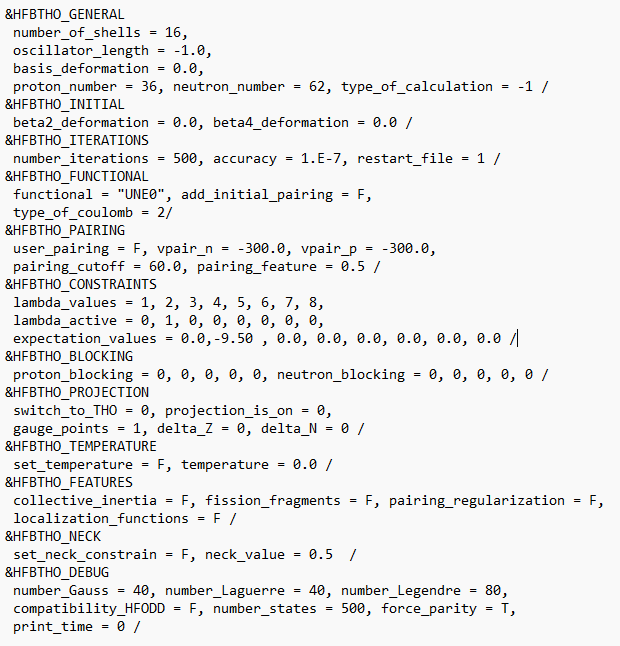 &HFBTHO_GENERAL
number_of_shells = 16,
oscillator_length = -1.0,
basis_deformation = 0.0,
proton_number = 36, neutron_number = 62, type_of_calculation = -1 /
&HFBTHO_INITIAL
beta2_deformation = 0.0, beta4_deformation = 0.0 /
&HFBTHO_ITERATIONS
number_iterations = 500, accuracy = 1.E-7, restart_file = 1 /
&HFBTHO_FUNCTIONAL
functional = "UNE0", add_initial_pairing = F,
type_of_coulomb = 2/
&HFBTHO_PAIRING
user_pairing = F, vpair_n = -300.0, vpair_p = -300.0,
pairing_cutoff = 60.0, pairing_feature = 0.5 /
&HFBTHO_CONSTRAINTS
lambda_values = 1, 2, 3, 4, 5, 6, 7, 8,
lambda_active = 0, 1, 0, 0, 0, 0, 0, 0,
expectation_values = 0.0,-9.50 , 0.0, 0.0, 0.0, 0.0, 0.0, 0.0 /
&HFBTHO_BLOCKING
proton_blocking = 0, 0, 0, 0, 0, neutron_blocking = 0, 0, 0, 0, 0 /
&HFBTHO_PROJECTION
switch_to_THO = 0, projection_is_on = 0,
gauge_points = 1, delta_Z = 0, delta_N = 0 /
&HFBTHO_TEMPERATURE
set_temperature = F, temperature = 0.0 /
&HFBTHO_FEATURES
collective_inertia = F, fission_fragments = F, pairing_regularization = F,
localization_functions = F /
&HFBTHO_NECK
set_neck_constrain = F, neck_value = 0.5  /
&HFBTHO_DEBUG
number_Gauss = 40, number_Laguerre = 40, number_Legendre = 80,
compatibility_HFODD = F, number_states = 500, force_parity = T,
print_time = 0 /